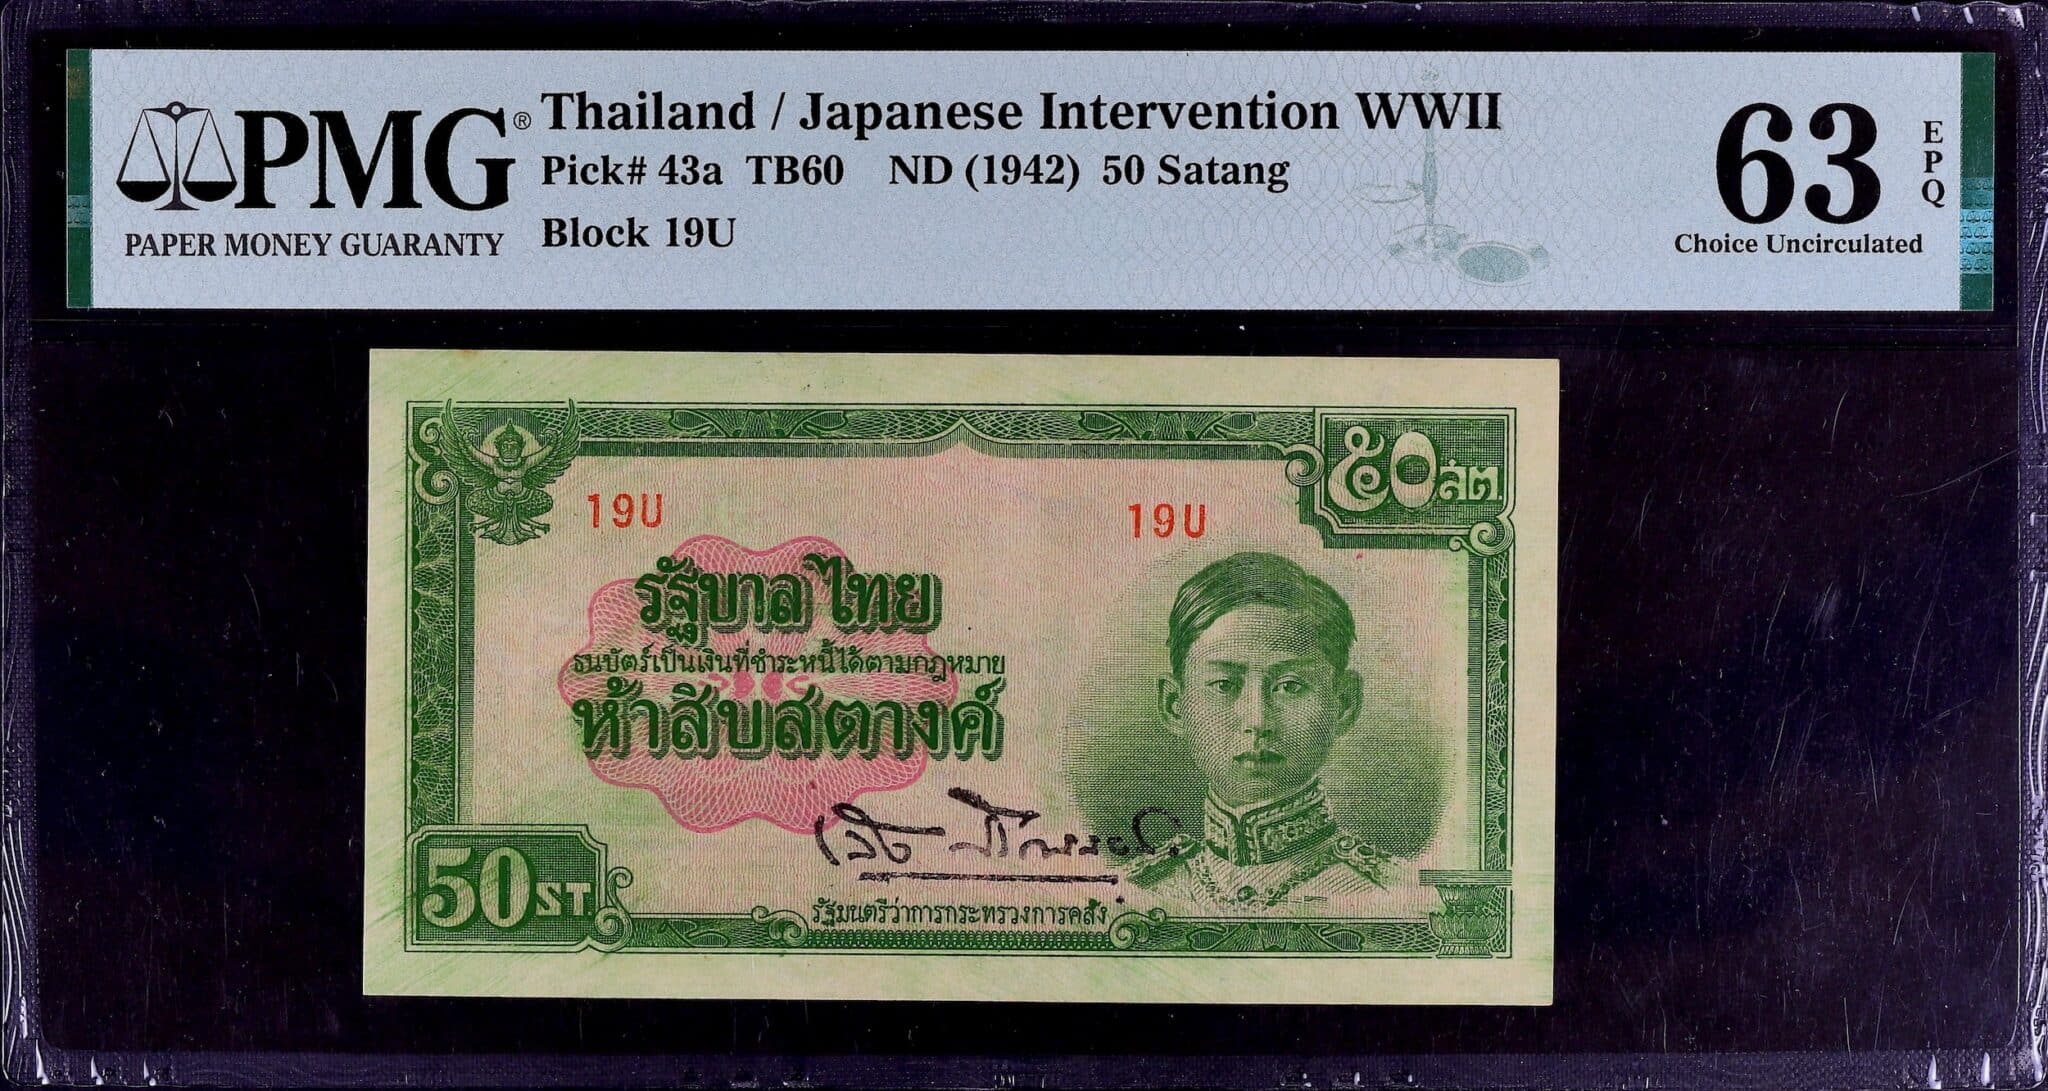 PMG®
PAPER MONEY GUARANTY
Thailand / Japanese Intervention WWII
Pick# 43a TB60 ND (1942) 50 Satang
Block 19U
63
EPQ
Choice Uncirculated
๕๐สต.
19U
19U
รัฐบาลไทย
ธนบัตร์เป็นเงินที่ชำระหนี้ได้ตามกฎหมาย
ห้าสิบสตางค์
50ST.
รัฐมนตรีว่าการกระทรวงการคลัง